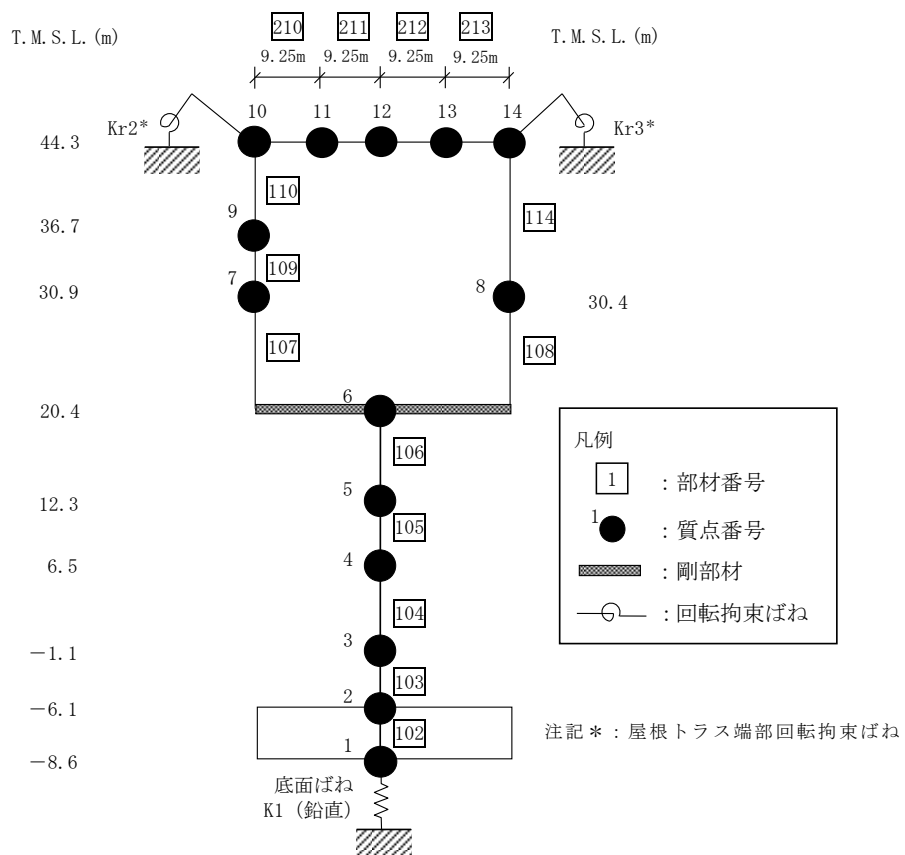 210 211 212 213
T.M.S.L.(m) T.M.S.L.(m)
9.25m 9.25m 9.25m 9.25m
10 11 12 13 14
Kr2* Kr3*
44.3
110
9 114
36.7
109
7 8
30.9 30.4
107 108
6
20.4
106
凡例
1 :部材番号
5
12.3
105
1 :質点番号
4
6.5
:剛部材
104
:回転拘束ばね
3
-1.1
103
2
-6.1
102
注記*:屋根トラス端部回転拘束ばね
1
-8.6
底面ばね
K1(鉛直)